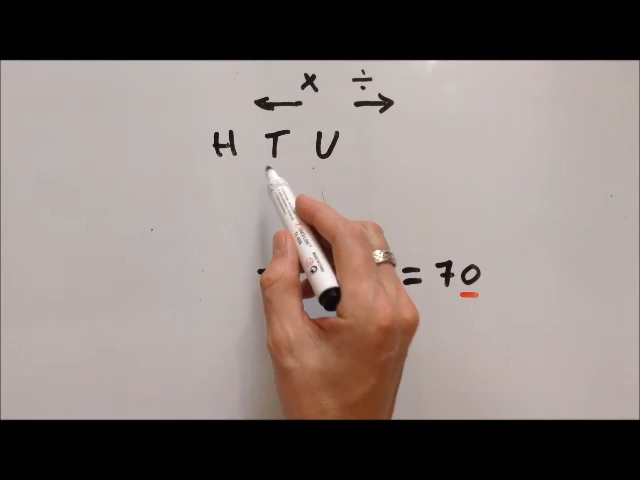 × ÷
← →
H T U
= 70